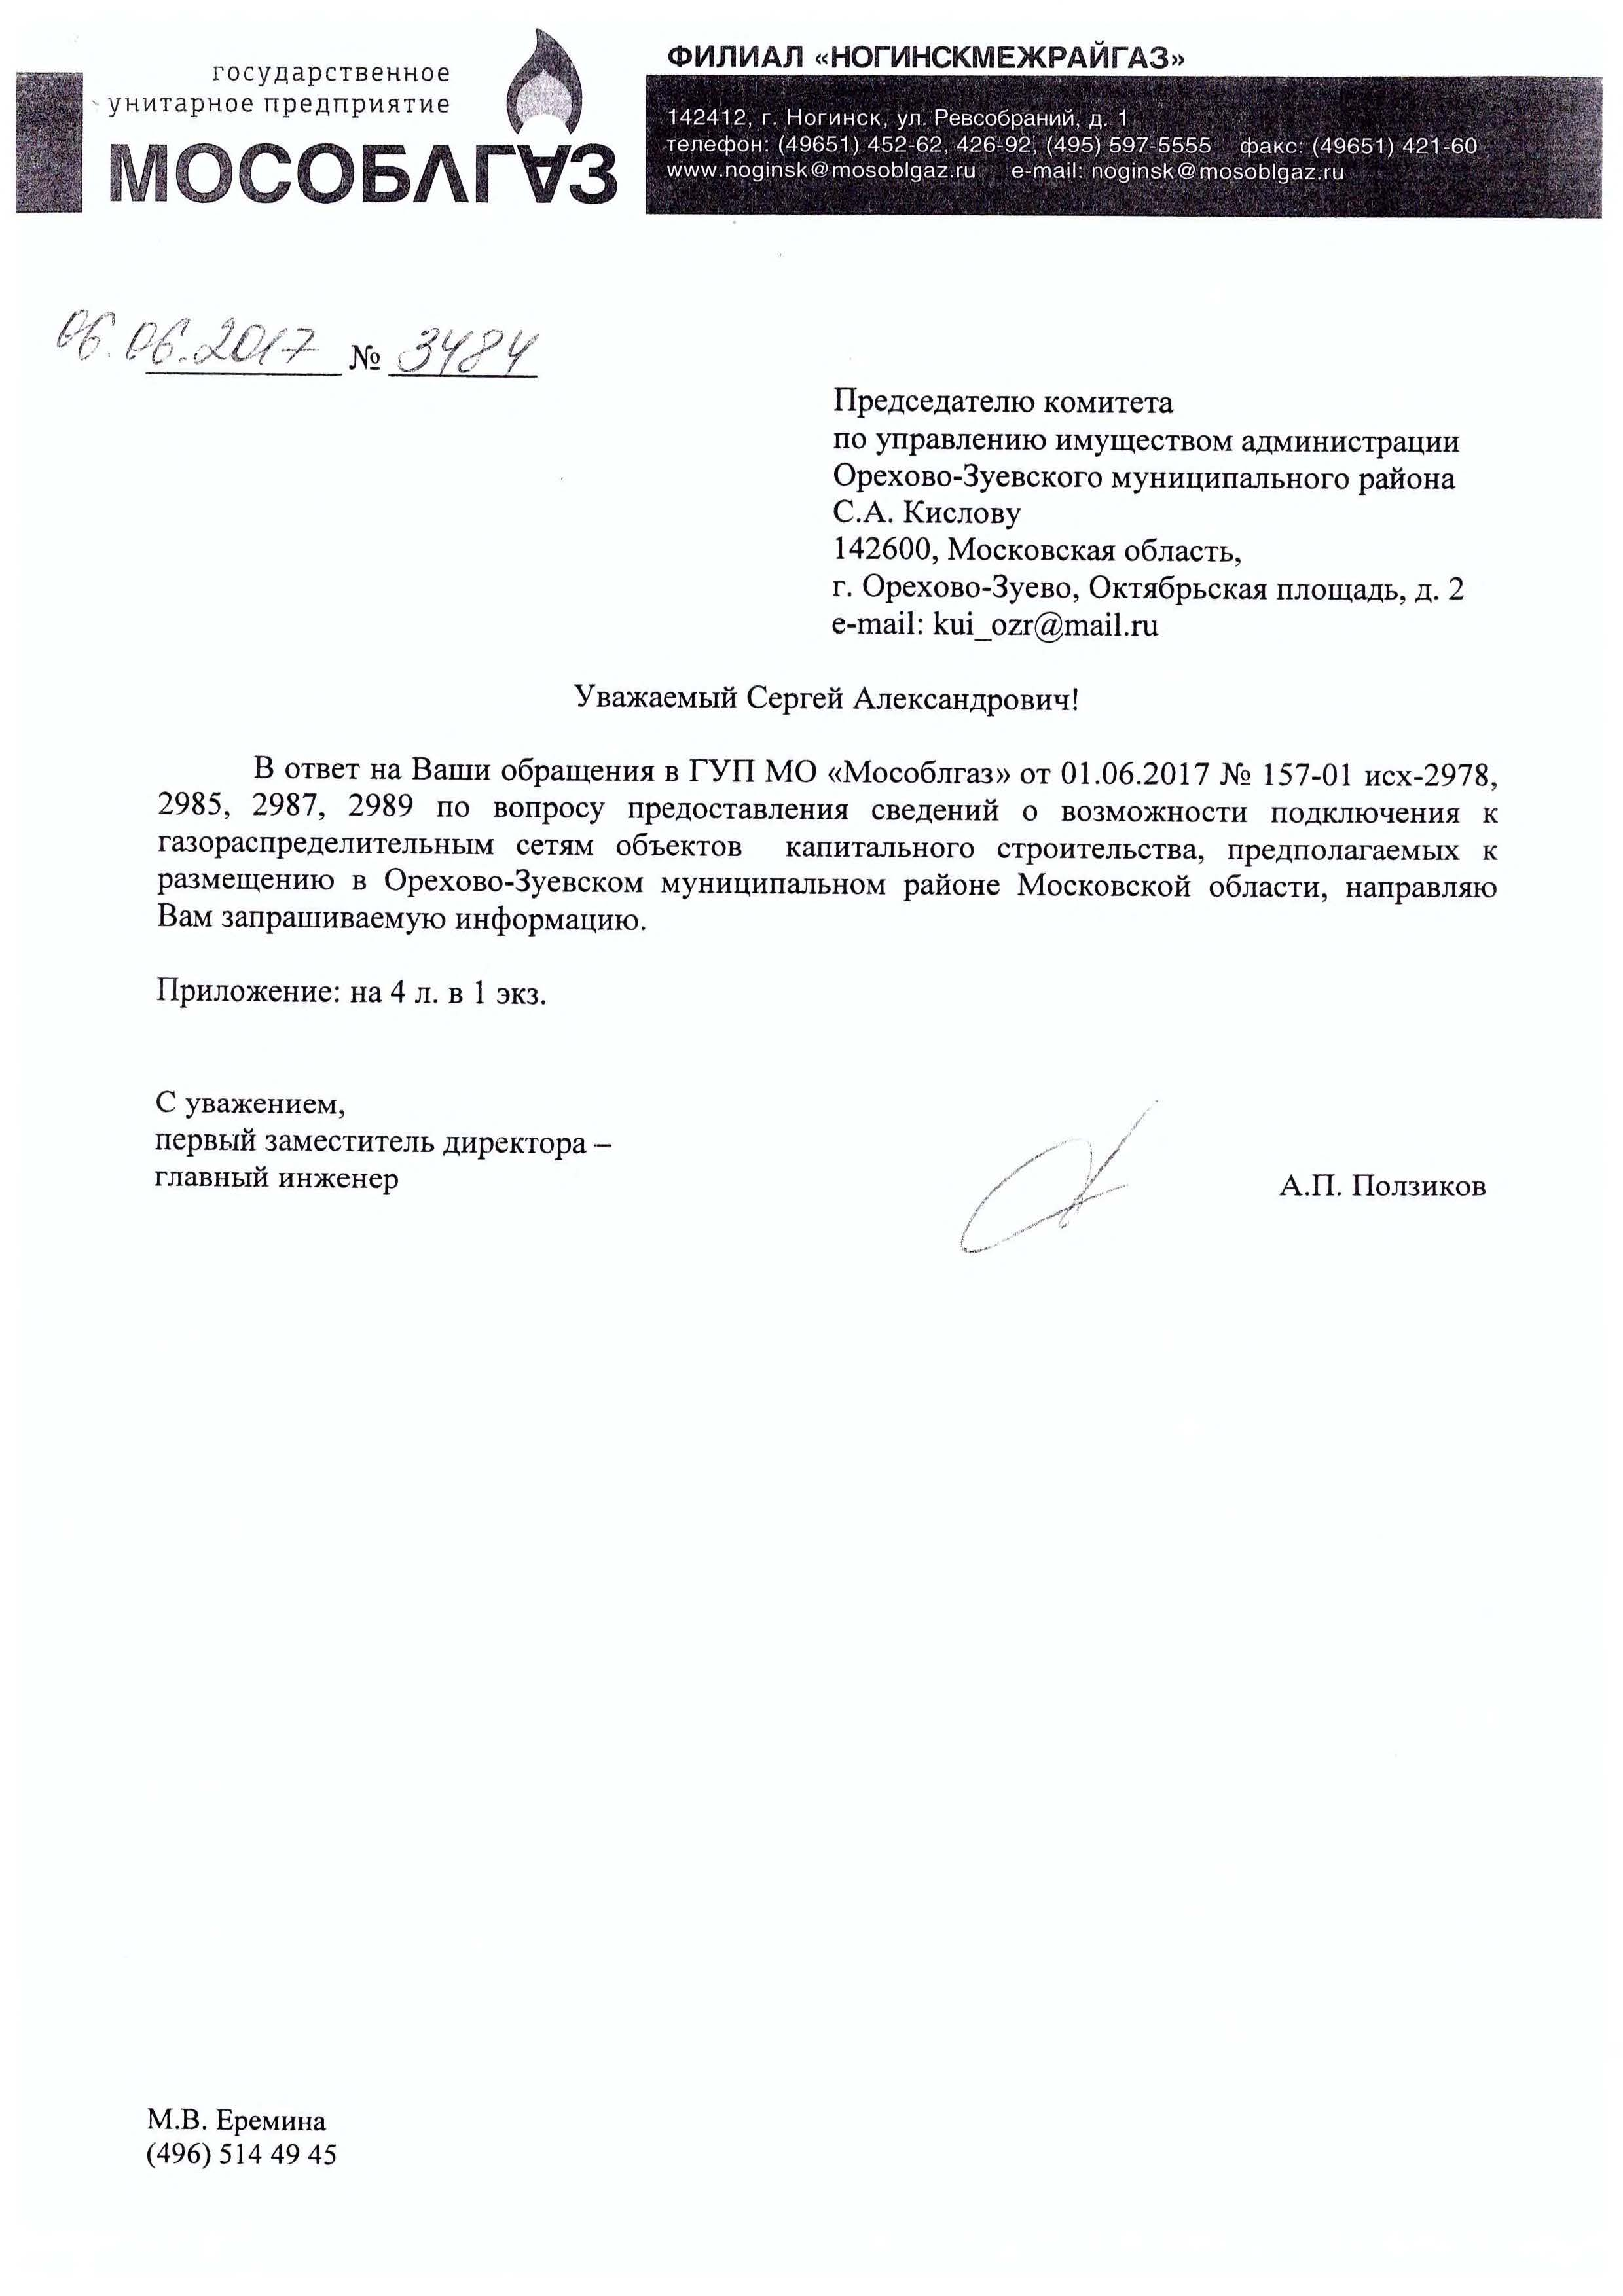 государственное
унитарное предприятие
МОСОБЛГАЗ
ФИЛИАЛ «НОГИНСКМЕЖРАЙГАЗ»
142412, г. Ногинск, ул. Ревсобраний, д. 1
телефон: (49651) 452-62, 426-92, (495) 597-5555 факс: (49651) 421-60
www.noginsk@mosoblgaz.ru e-mail: noginsk@mosoblgaz.ru
06.06.2017 № 3484
Председателю комитета
по управлению имуществом администрации
Орехово-Зуевского муниципального района
С.А. Кислову
142600, Московская область,
г. Орехово-Зуево, Октябрьская площадь, д. 2
e-mail: kui_ozr@mail.ru
Уважаемый Сергей Александрович!
В ответ на Ваши обращения в ГУП МО «Мособлгаз» от 01.06.2017 № 157-01 исх-2978,
2985, 2987, 2989 по вопросу предоставления сведений о возможности подключения к
газораспределительным сетям объектов капитального строительства, предполагаемых к
размещению в Орехово-Зуевском муниципальном районе Московской области, направляю
Вам запрашиваемую информацию.
Приложение: на 4 л. в 1 экз.
С уважением,
первый заместитель директора –
главный инженер
А.П. Ползиков
М.В. Еремина
(496) 514 49 45